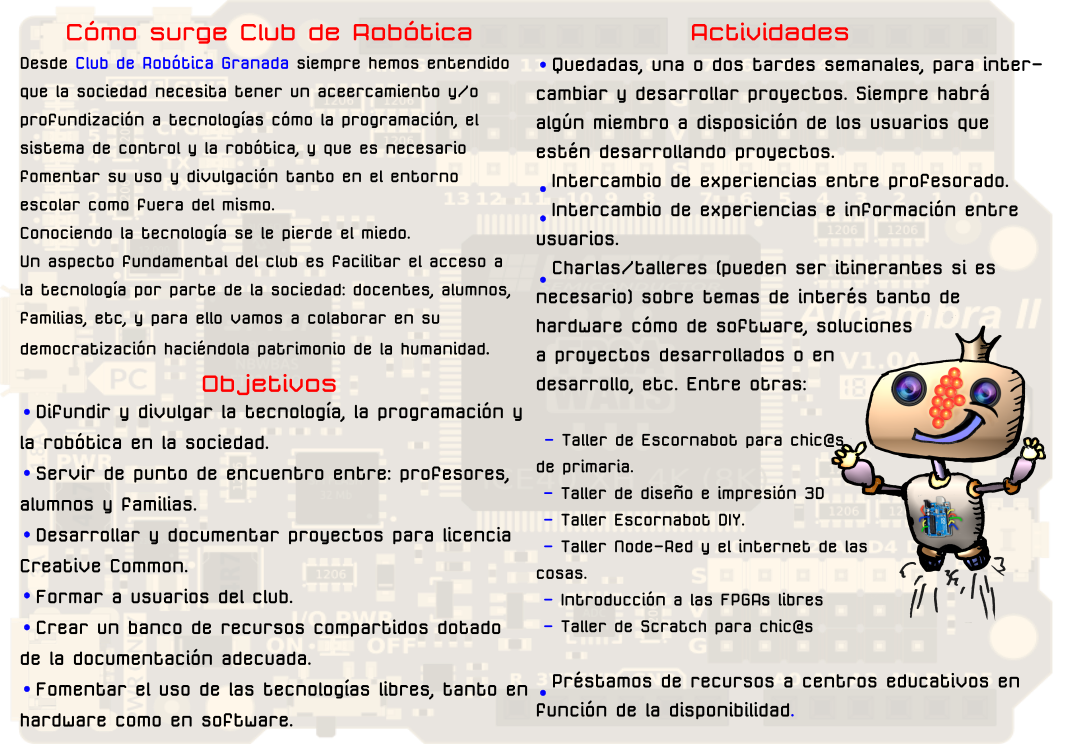 Cómo surge Club de Robótica
Desde Club de Robótica Granada siempre hemos entendido
que la sociedad necesita tener un aceercamiento y/o
profundización a tecnologías cómo la programación, el
sistema de control y la robótica, y que es necesario
fomentar su uso y divulgación tanto en el entorno
escolar como fuera del mismo.
Conociendo la tecnología se le pierde el miedo.
Un aspecto fundamental del club es facilitar el acceso a
la tecnología por parte de la sociedad: docentes, alumnos,
familias, etc, y para ello vamos a colaborar en su
democratización haciéndola patrimonio de la humanidad.
Objetivos
• Difundir y divulgar la tecnología, la programación y
la robótica en la sociedad.
• Servir de punto de encuentro entre: profesores,
alumnos y familias.
• Desarrollar y documentar proyectos para licencia
Creative Common.
• Formar a usuarios del club.
• Crear un banco de recursos compartidos dotado
de la documentación adecuada.
• Fomentar el uso de las tecnologías libres, tanto en
hardware como en software.
Actividades
• Quedadas, una o dos tardes semanales, para inter-
cambiar y desarrollar proyectos. Siempre habrá
algún miembro a disposición de los usuarios que
estén desarrollando proyectos.
• Intercambio de experiencias entre profesorado.
• Intercambio de experiencias e información entre
usuarios.
• Charlas/talleres (pueden ser itinerantes si es
necesario) sobre temas de interés tanto de
hardware cómo de software, soluciones
a proyectos desarrollados o en
desarrollo, etc. Entre otras:
- Taller de Escornabot para chic@s
de primaria.
- Taller de diseño e impresión 3D
- Taller Escornabot DIY.
- Taller Node-Red y el internet de las
cosas.
- Introducción a las FPGAs libres
- Taller de Scratch para chic@s
• Préstamos de recursos a centros educativos en
función de la disponibilidad.
Alhambra II
V1.0A
PC
PWR
I/O PWR
ON
OFF
1206